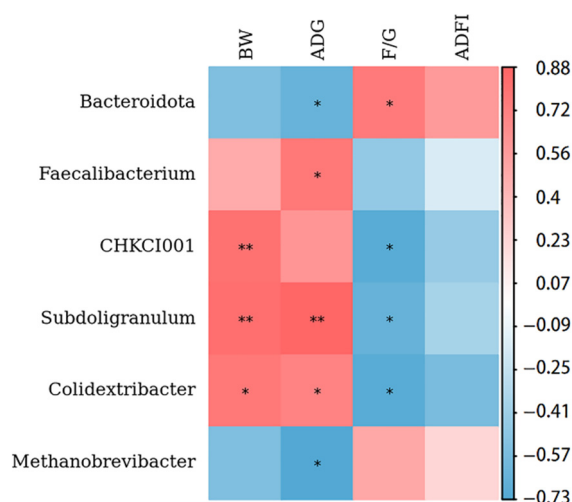 BW ADG F/G ADFI
Bacteroidota * *
Faecalibacterium *
CHKCI001 ** *
Subdoligranulum ** ** *
Colidextribacter * * *
Methanobrevibacter *
0.88
0.72
0.56
0.4
0.23
0.07
−0.09
−0.25
−0.41
−0.57
−0.73